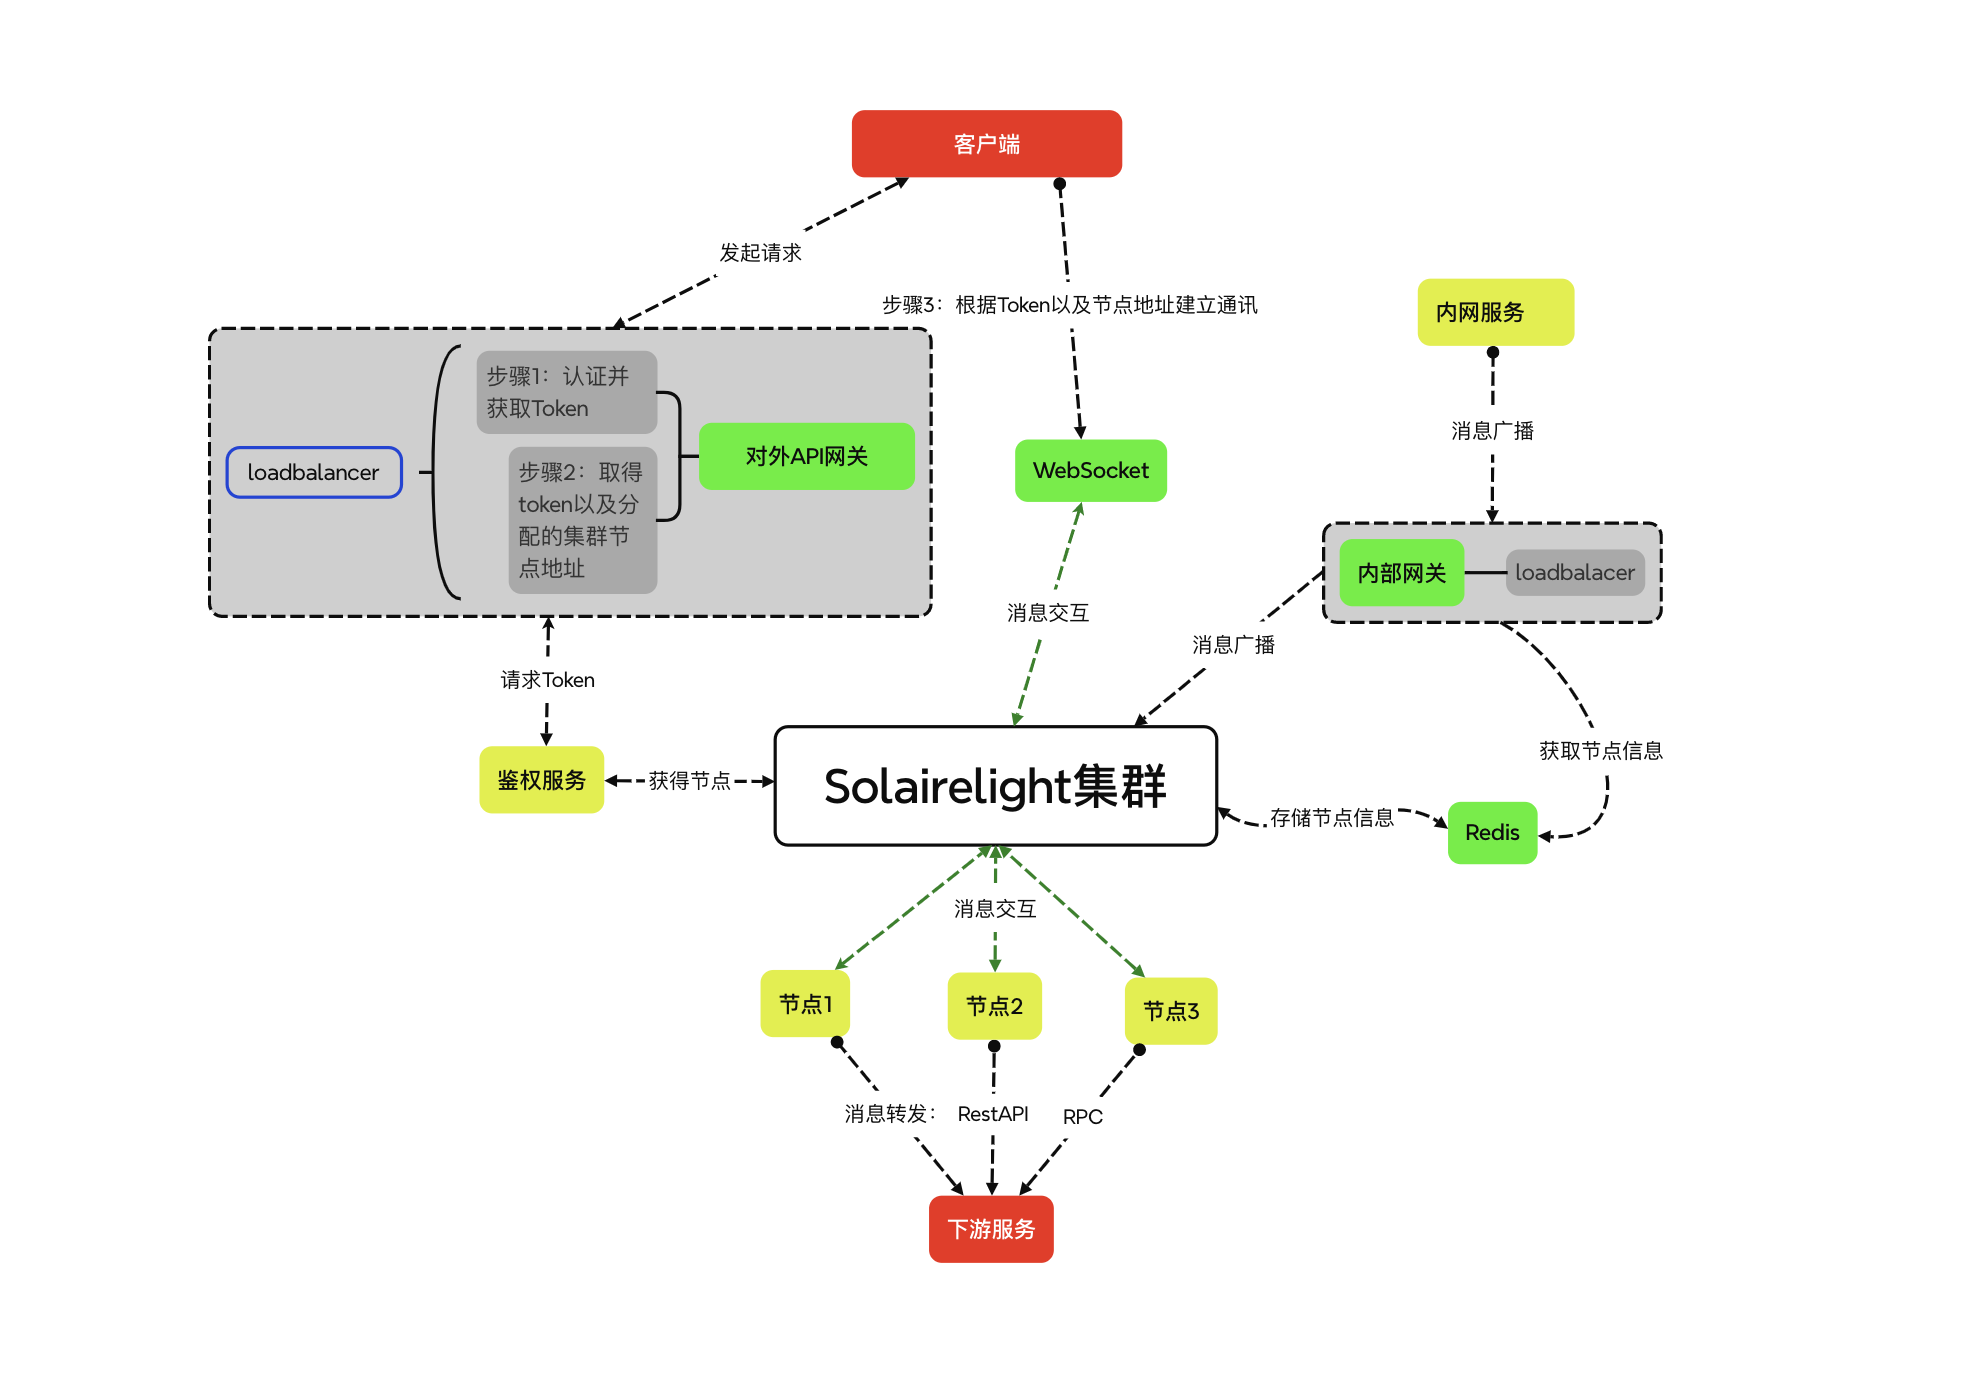 客户端
发起请求
步骤3：根据Token以及节点地址建立通讯
内网服务
步骤1：认证并
获取Token
消息广播
对外API网关
loadbalancer
WebSocket
步骤2：取得
token以及分
配的集群节
点地址
内部网关
loadbalacer
消息交互
消息广播
请求Token
获取节点信息
鉴权服务
获得节点
Solairelight集群
存储节点信息
Redis
消息交互
节点1
节点2
节点3
消息转发：
RestAPI
RPC
下游服务